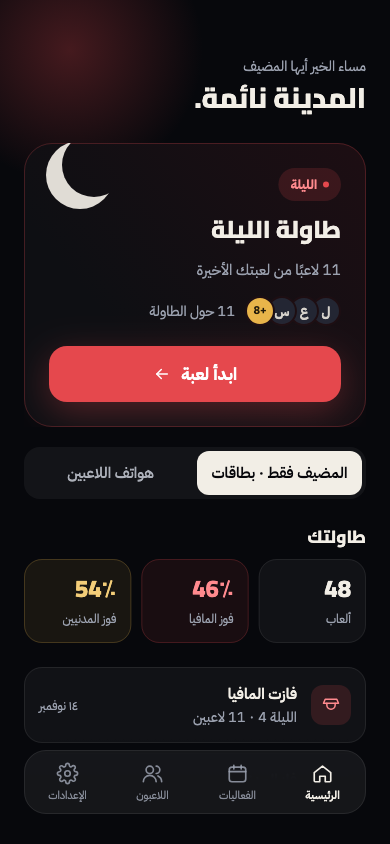 مساء الخير أيها المضيف
المدينة نائمة.
الليلة
طاولة الليلة
11 لاعبًا من لعبتك الأخيرة
ل ع س +8 11 حول الطاولة
ابدأ لعبة ←
المضيف فقط · بطاقات
هواتف اللاعبين
طاولتك
48
ألعاب
46٪
فوز المافيا
54٪
فوز المدنيين
فازت المافيا
الليلة 4 · 11 لاعبين
١٤ نوفمبر
الرئيسية
الفعاليات
اللاعبون
الإعدادات